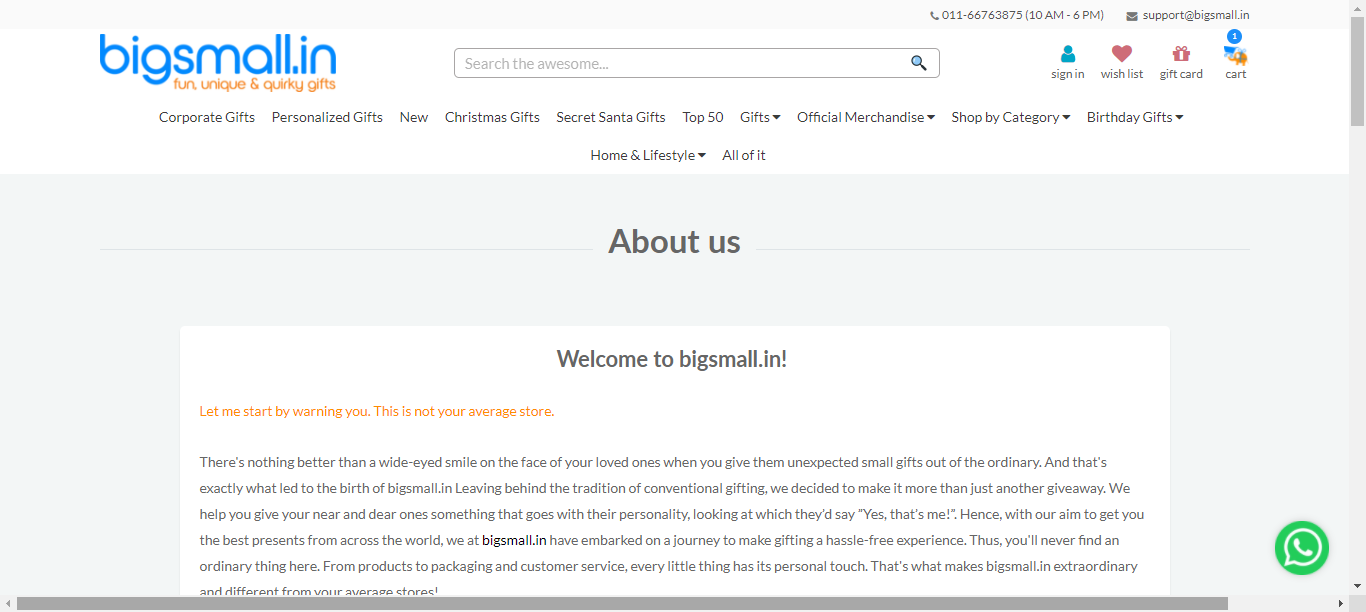 011-66763875 (10 AM - 6 PM) support@bigsmall.in
bigsmall.in
fun, unique & quirky gifts
Search the awesome...
1
sign in wish list gift card cart
Corporate Gifts Personalized Gifts New Christmas Gifts Secret Santa Gifts Top 50 Gifts Official Merchandise Shop by Category Birthday Gifts
Home & Lifestyle All of it
About us
Welcome to bigsmall.in!
Let me start by warning you. This is not your average store.
There's nothing better than a wide-eyed smile on the face of your loved ones when you give them unexpected small gifts out of the ordinary. And that's
exactly what led to the birth of bigsmall.in Leaving behind the tradition of conventional gifting, we decided to make it more than just another giveaway. We
help you give your near and dear ones something that goes with their personality, looking at which they'd say "Yes, that's me!". Hence, with our aim to get you
the best presents from across the world, we at bigsmall.in have embarked on a journey to make gifting a hassle-free experience. Thus, you'll never find an
ordinary thing here. From products to packaging and customer service, every little thing has its personal touch. That's what makes bigsmall.in extraordinary
and different from your average stores!